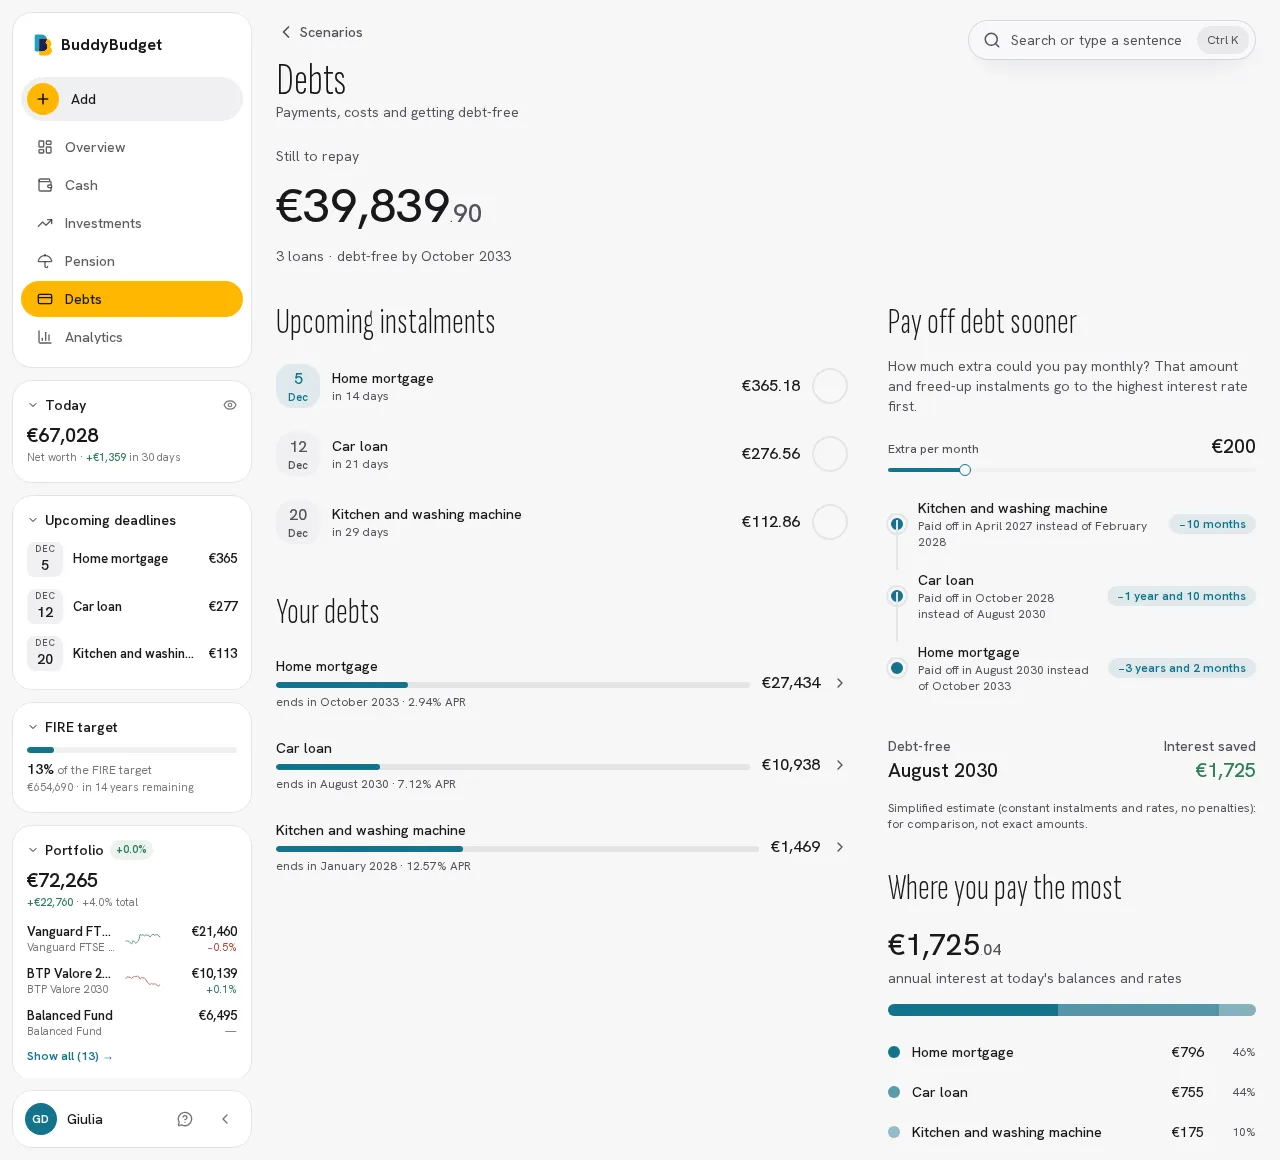 BuddyBudget
Add
Overview
Cash
Investments
Pension
Debts
Analytics
Today
€67,028
Net worth · +€1,359 in 30 days
Upcoming deadlines
DEC
5
Home mortgage
€365
DEC
12
Car loan
€277
DEC
20
Kitchen and washin...
€113
FIRE target
13% of the FIRE target
€654,690 · in 14 years remaining
Portfolio
+0.0%
€72,265
+€22,760 · +4.0% total
Vanguard FT...
€21,460
Vanguard FTSE ...
−0.5%
BTP Valore 2...
€10,139
BTP Valore 2030
+0.1%
Balanced Fund
€6,495
Balanced Fund
—
Show all (13) →
GD
Giulia
Scenarios
Search or type a sentence
Ctrl K
Debts
Payments, costs and getting debt-free
Still to repay
€39,839.90
3 loans · debt-free by October 2033
Upcoming instalments
5
Dec
Home mortgage
in 14 days
€365.18
12
Dec
Car loan
in 21 days
€276.56
20
Dec
Kitchen and washing machine
in 29 days
€112.86
Your debts
Home mortgage
€27,434
ends in October 2033 · 2.94% APR
Car loan
€10,938
ends in August 2030 · 7.12% APR
Kitchen and washing machine
€1,469
ends in January 2028 · 12.57% APR
Pay off debt sooner
How much extra could you pay monthly? That amount
and freed-up instalments go to the highest interest rate
first.
Extra per month
€200
Kitchen and washing machine
Paid off in April 2027 instead of February
2028
−10 months
Car loan
Paid off in October 2028
instead of August 2030
−1 year and 10 months
Home mortgage
Paid off in August 2030 instead
of October 2033
−3 years and 2 months
Debt-free
Interest saved
August 2030
€1,725
Simplified estimate (constant instalments and rates, no penalties):
for comparison, not exact amounts.
Where you pay the most
€1,725.04
annual interest at today's balances and rates
Home mortgage
€796
46%
Car loan
€755
44%
Kitchen and washing machine
€175
10%